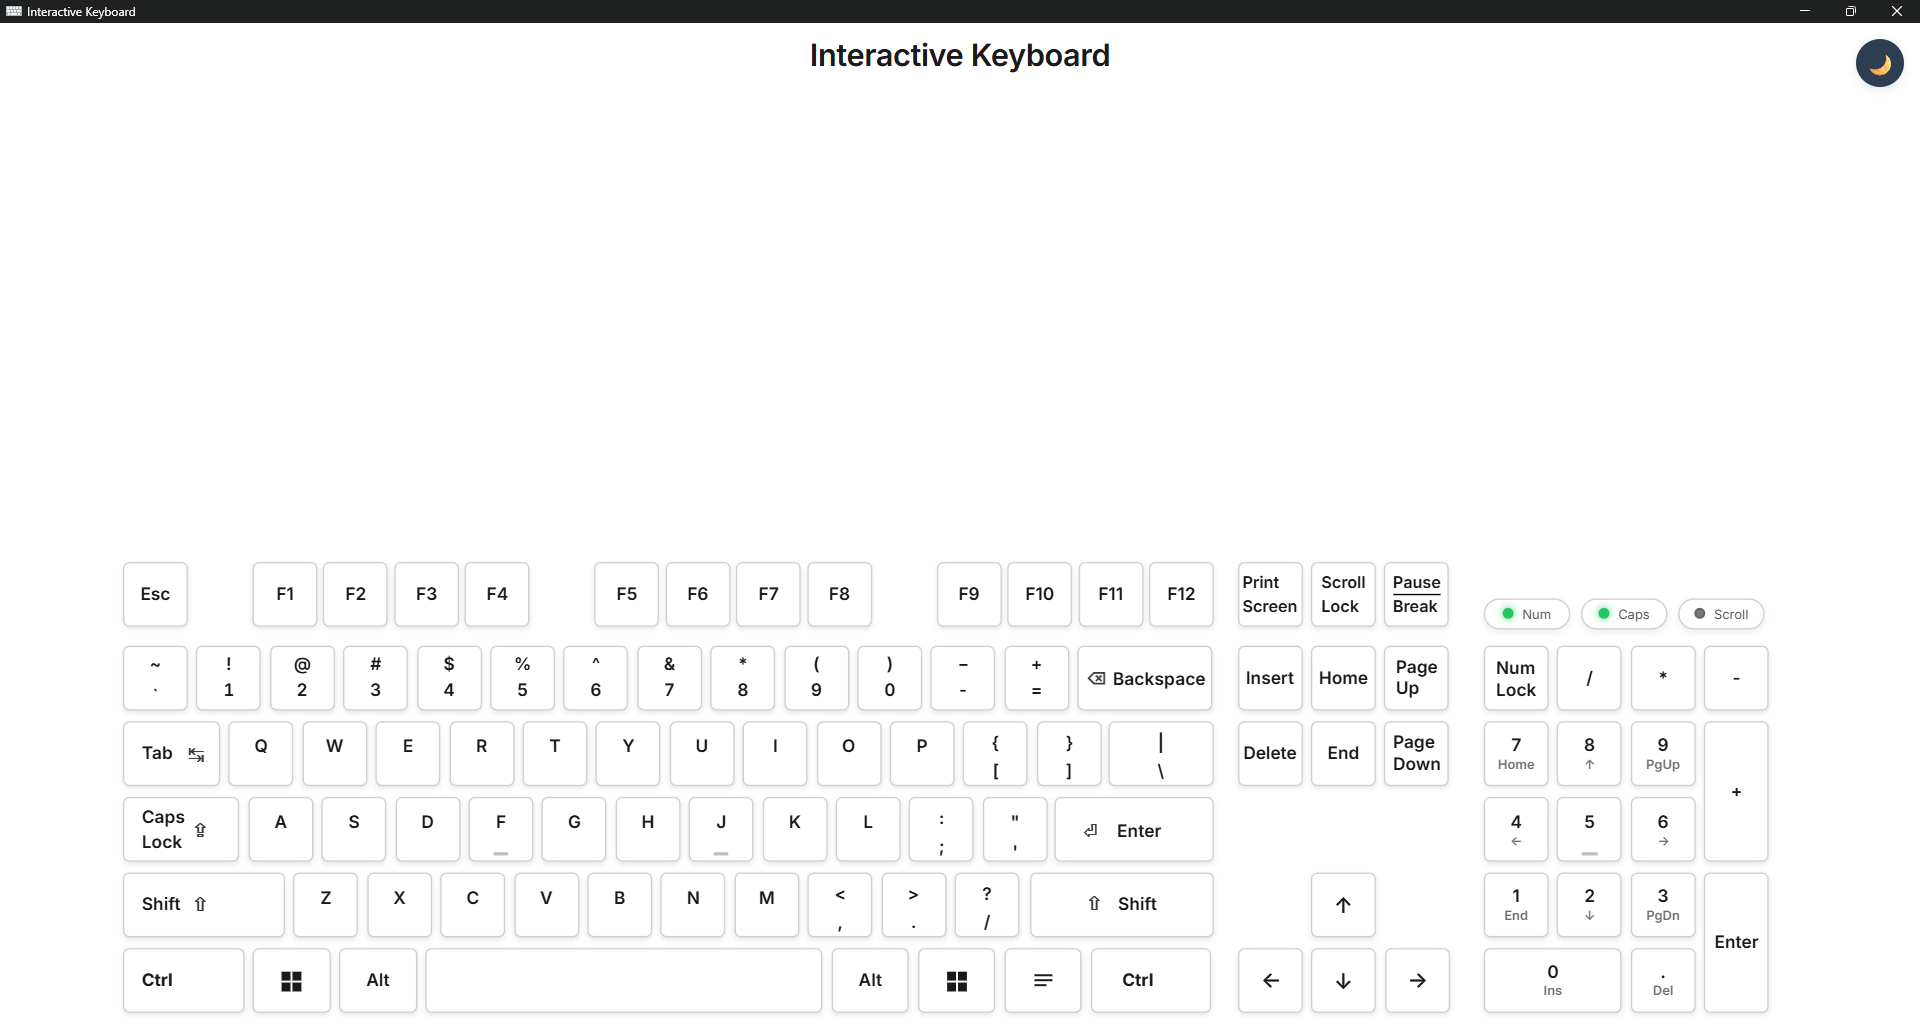 Interactive Keyboard
Interactive Keyboard
Esc F1 F2 F3 F4 F5 F6 F7 F8 F9 F10 F11 F12 Print Screen Scroll Lock Pause Break
Num Caps Scroll
~ ` ! 1 @ 2 # 3 $ 4 % 5 ^ 6 & 7 * 8 ( 9 ) 0 – - + = ⌫ Backspace Insert Home Page Up Num Lock / * -
Tab ↹ Q W E R T Y U I O P { [ } ] | \ Delete End Page Down 7 Home 8 ↑ 9 PgUp +
Caps Lock ⇪ A S D F J G H K L : ; " ' ⏎ Enter 4 ← 5 6 →
Shift ⇧ Z X C V B N M < , > . ? / ⇧ Shift ↑ 1 End 2 ↓ 3 PgDn Enter
Ctrl Alt Alt Ctrl ← ↓ → 0 Ins . Del